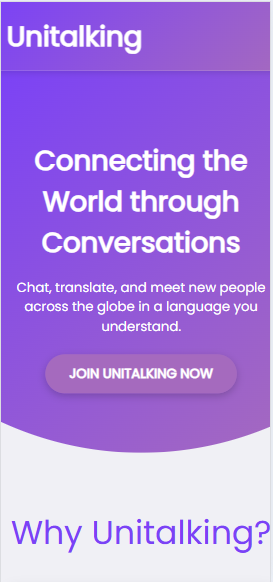 Unitalking
Connecting the
World through
Conversations
Chat, translate, and meet new people
across the globe in a language you
understand.
JOIN UNITALKING NOW
Why Unitalking?